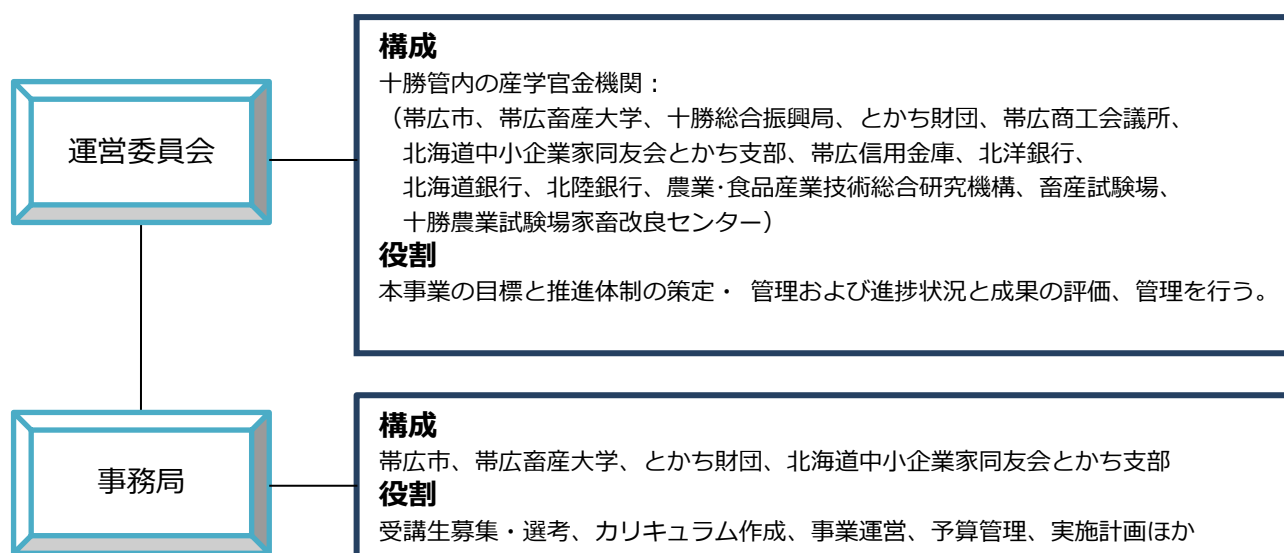 運営委員会
構成
十勝管内の産学官金機関：
（帯広市、帯広畜産大学、十勝総合振興局、とかち財団、帯広商工会議所、
北海道中小企業家同友会とかち支部、帯広信用金庫、北洋銀行、
北海道銀行、北陸銀行、農業･食品産業技術総合研究機構、畜産試験場、
十勝農業試験場家畜改良センター）
役割
本事業の目標と推進体制の策定・ 管理および進捗状況と成果の評価、管理を行う。
事務局
構成
帯広市、帯広畜産大学、とかち財団、北海道中小企業家同友会とかち支部
役割
受講生募集・選考、カリキュラム作成、事業運営、予算管理、実施計画ほか